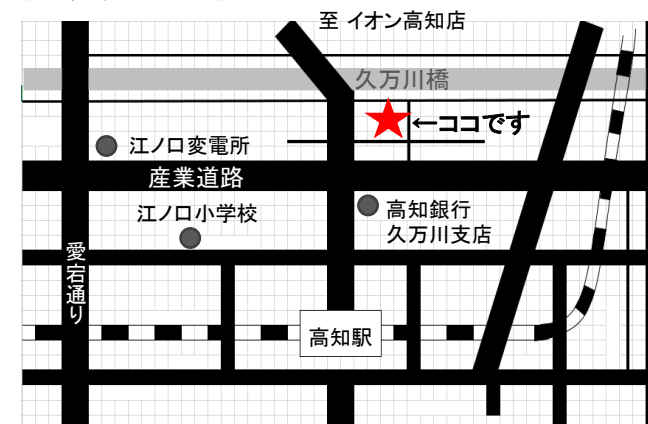 至 イオン高知店
久万川橋
←ココです
江ノ口変電所
産業道路
江ノ口小学校
高知銀行
久万川支店
愛宕通り
高知駅